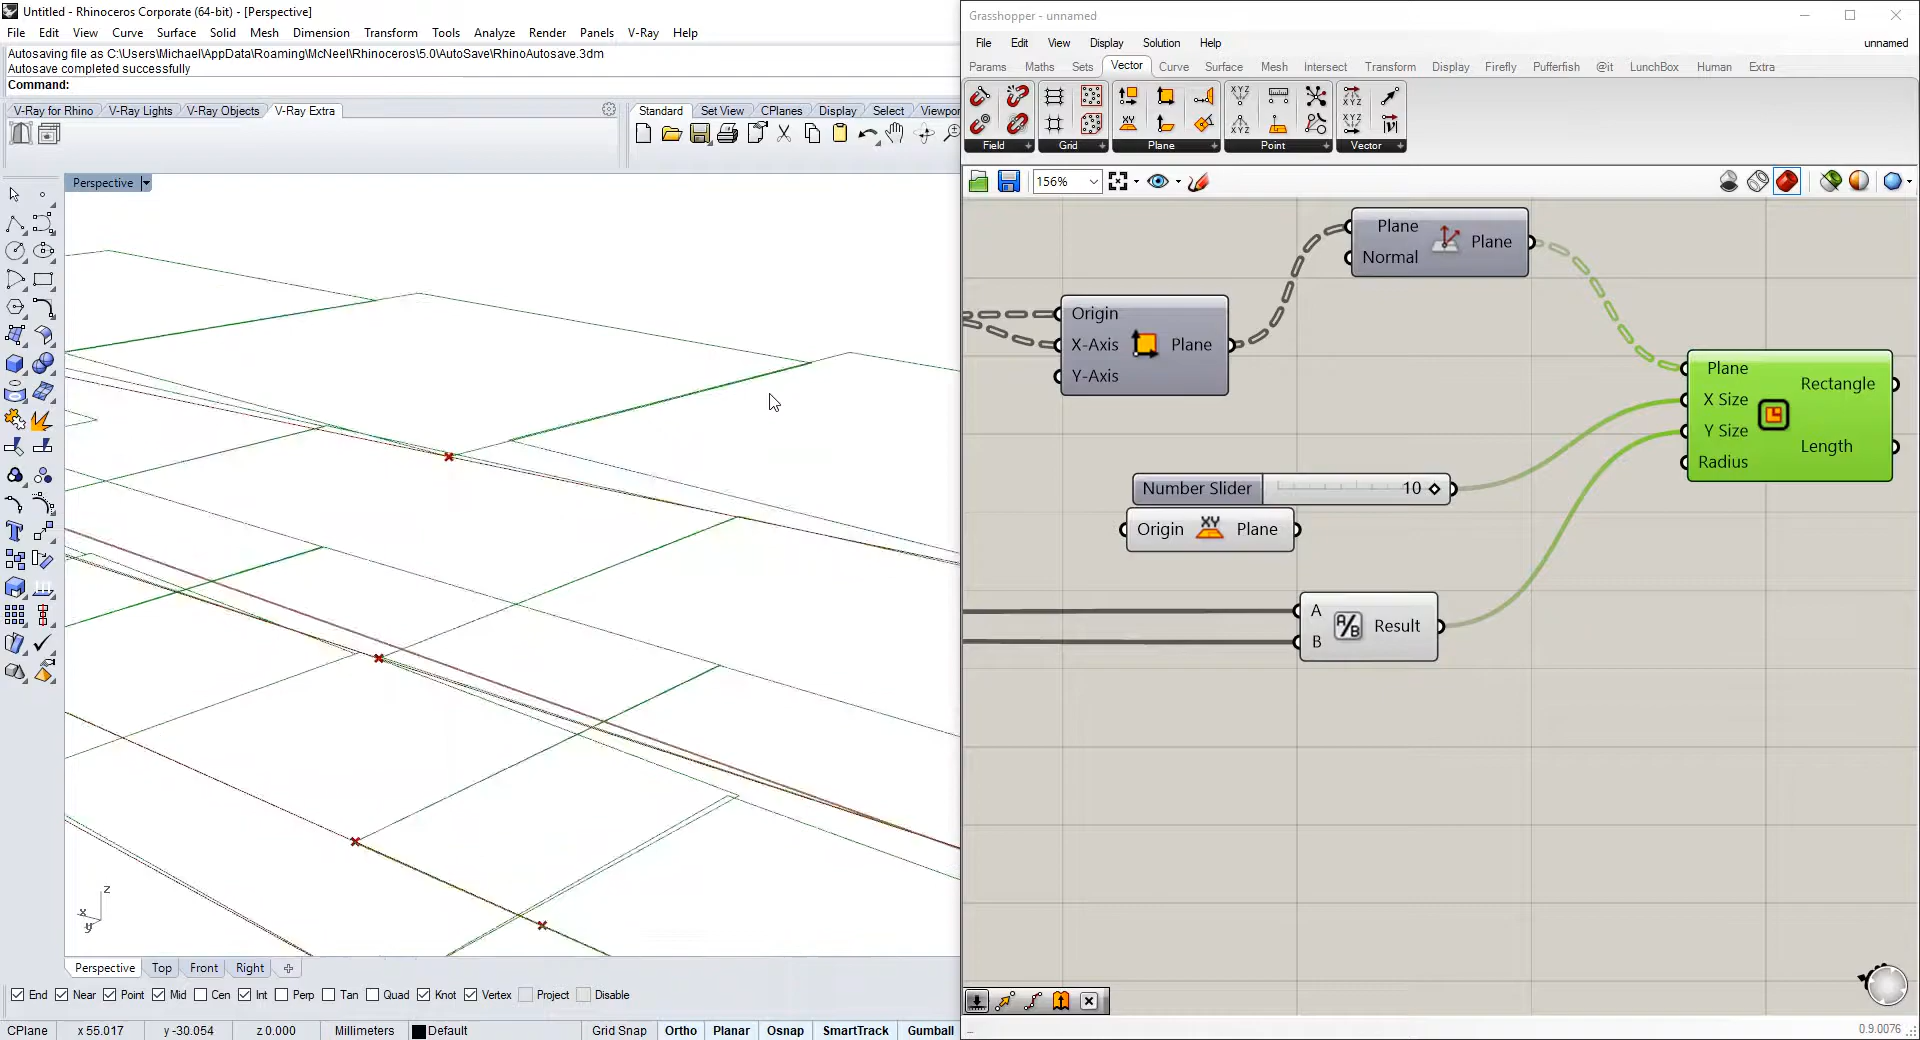 Untitled - Rhinoceros Corporate (64-bit) - [Perspective]
File Edit View Curve Surface Solid Mesh Dimension Transform Tools Analyze Render Panels V-Ray Help
Autosaving file as C:\Users\Michael\AppData\Roaming\McNeel\Rhinoceros\5.0\AutoSave\RhinoAutosave.3dm
Autosave completed successfully
Command:
V-Ray for Rhino V-Ray Lights V-Ray Objects V-Ray Extra
Standard Set View CPlanes Display Select Viewpor
Perspective
z
x
y
Perspective Top Front Right
End Near Point Mid Cen Int Perp Tan Quad Knot Vertex Project Disable
CPlane x 55.017 y -30.054 z 0.000 Millimeters Default Grid Snap Ortho Planar Osnap SmartTrack Gumball
Grasshopper - unnamed
File Edit View Display Solution Help unnamed
Params Maths Sets Vector Curve Surface Mesh Intersect Transform Display Firefly Pufferfish @it LunchBox Human Extra
Field Grid Plane Point Vector
156%
Plane
Normal
Plane
Origin
X-Axis
Y-Axis
Plane
Plane
X Size
Y Size
Radius
Rectangle
Length
Number Slider 10
Origin XY Plane
A
B
A/B
Result
0.9.0076